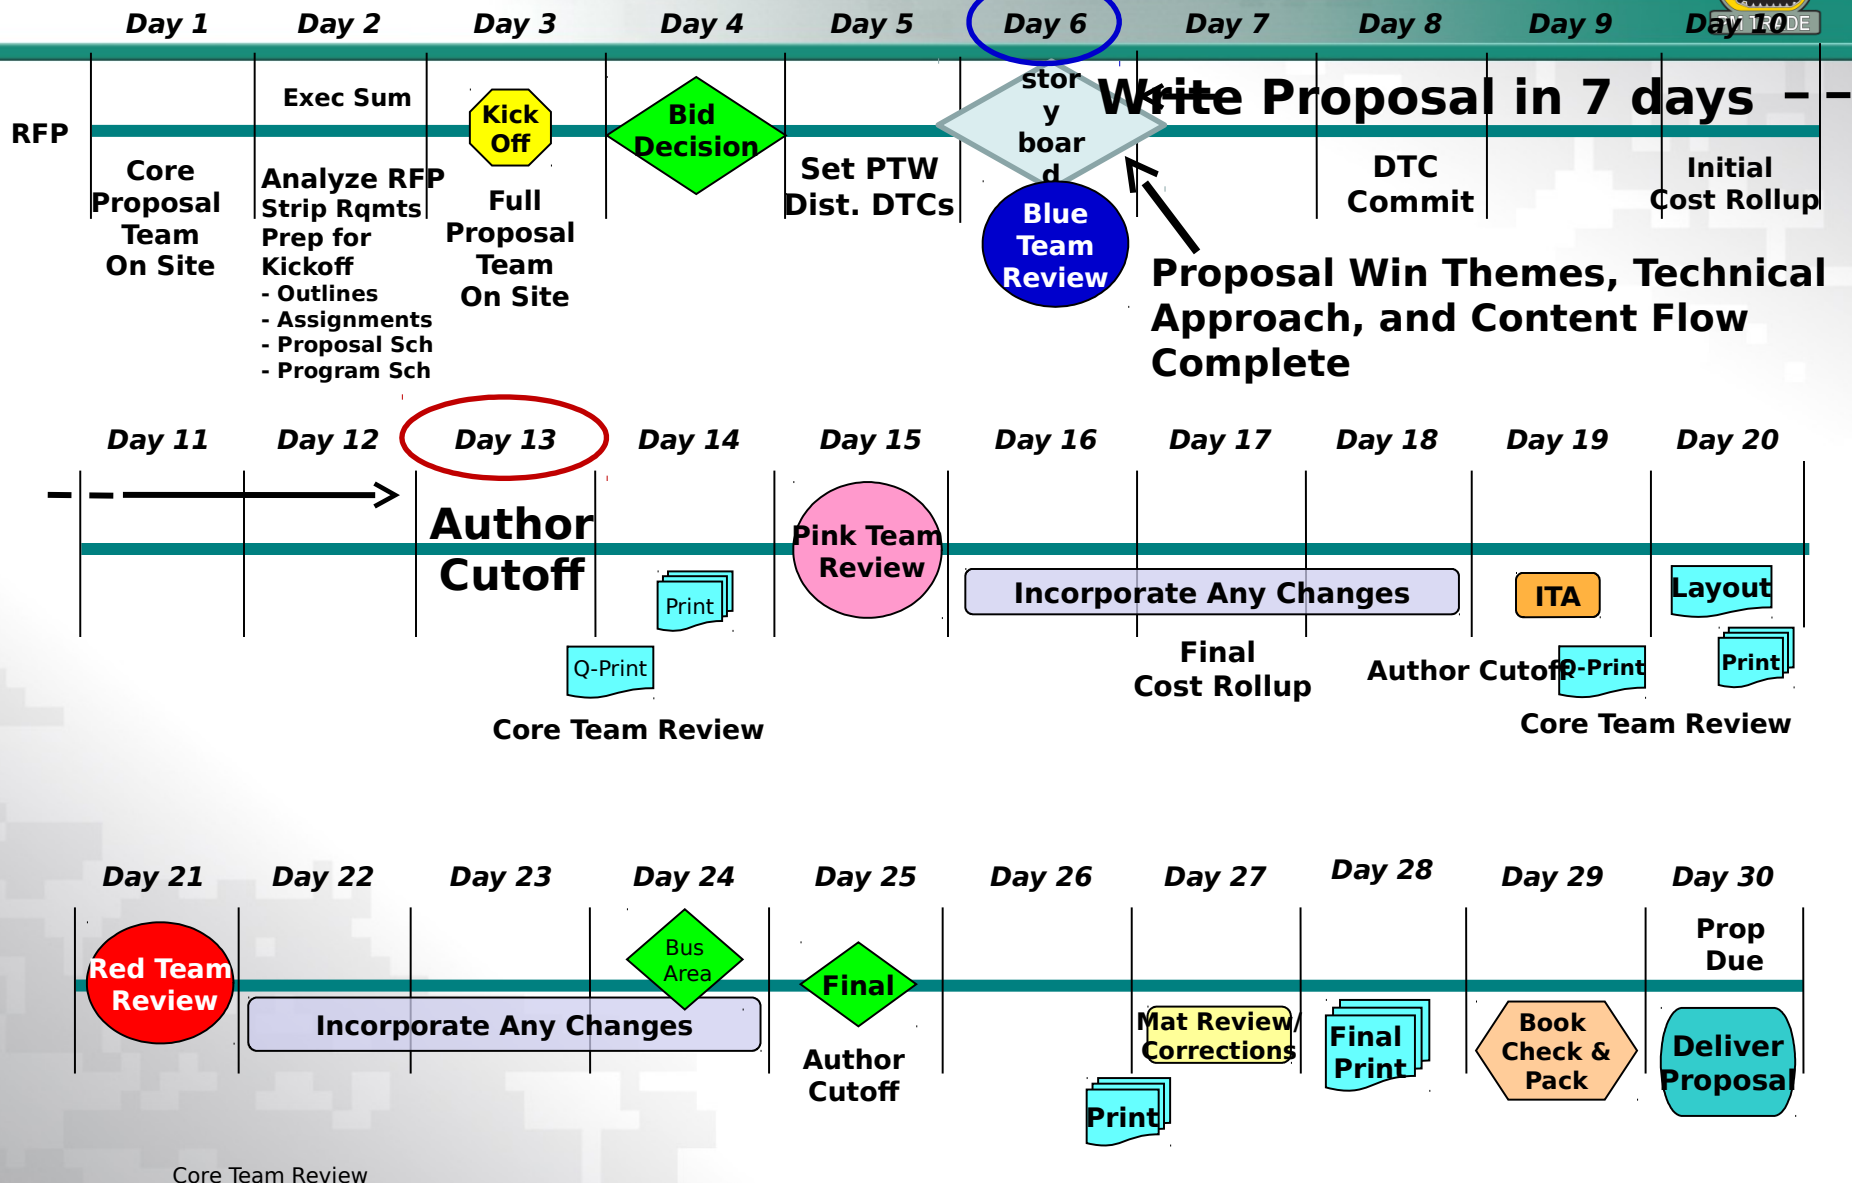 Day 1 Day 2 Day 3 Day 4 Day 5 Day 6 Day 7 Day 8 Day 9 Day 10
PM TRADE
RFP
Exec Sum
Kick
Off
Bid
Decision
stor
y
boar
d
Write Proposal in 7 days
Core
Proposal
Team
On Site
Analyze RFP
Strip Rqmts
Prep for
Kickoff
- Outlines
- Assignments
- Proposal Sch
- Program Sch
Full
Proposal
Team
On Site
Set PTW
Dist. DTCs
Blue
Team
Review
DTC
Commit
Initial
Cost Rollup
Proposal Win Themes, Technical
Approach, and Content Flow
Complete
Day 11 Day 12 Day 13 Day 14 Day 15 Day 16 Day 17 Day 18 Day 19 Day 20
Author
Cutoff
Print
Q-Print
Core Team Review
Pink Team
Review
Incorporate Any Changes
Final
Cost Rollup
ITA
Author Cutoff
Q-Print
Layout
Print
Core Team Review
Day 21 Day 22 Day 23 Day 24 Day 25 Day 26 Day 27 Day 28 Day 29 Day 30
Red Team
Review
Incorporate Any Changes
Bus
Area
Final
Author
Cutoff
Print
Mat Review/
Corrections
Final
Print
Book
Check &
Pack
Prop
Due
Deliver
Proposal
Core Team Review